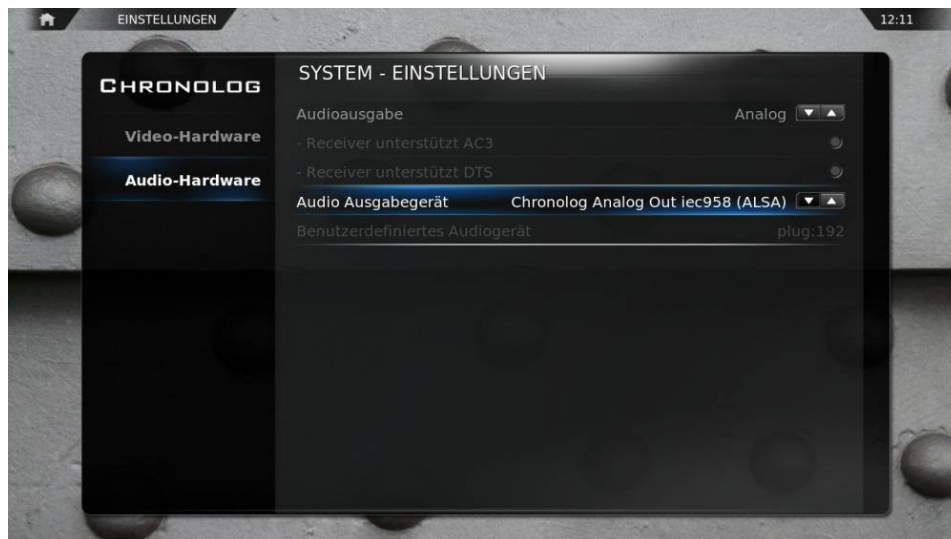 EINSTELLUNGEN
12:11
CHRONOLOG
Video-Hardware
Audio-Hardware
SYSTEM - EINSTELLUNGEN
Audioausgabe Analog
- Receiver unterstützt AC3
- Receiver unterstützt DTS
Audio Ausgabegerät Chronolog Analog Out iec958 (ALSA)
Benutzerdefiniertes Audiogerät plug:192